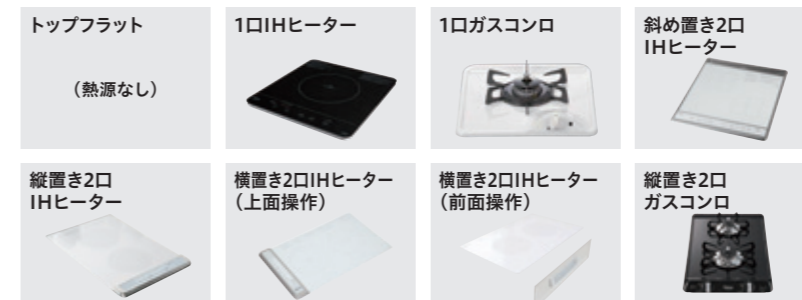 トップフラット
（熱源なし）
1口IHヒーター
1口ガスコンロ
斜め置き2口
IHヒーター
縦置き2口
IHヒーター
横置き2口IHヒーター
（上面操作）
横置き2口IHヒーター
（前面操作）
縦置き2口
ガスコンロ